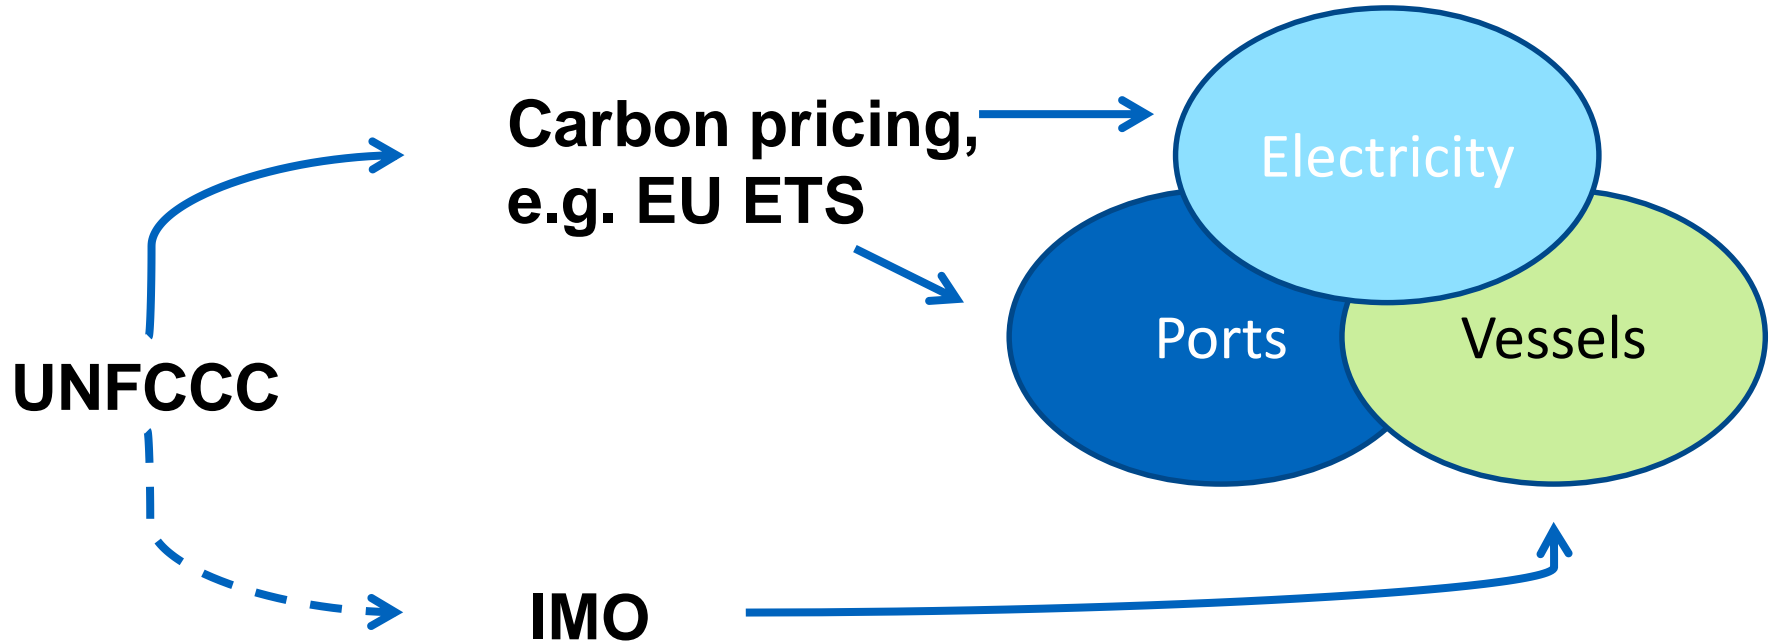 Carbon pricing,
e.g. EU ETS
Electricity
Ports
Vessels
UNFCCC
IMO